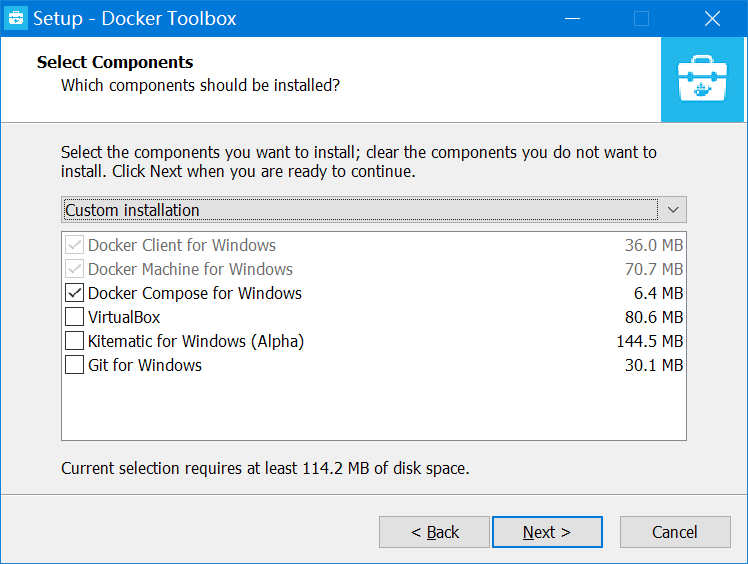 Setup - Docker Toolbox
Select Components
Which components should be installed?
Select the components you want to install; clear the components you do not want to
install. Click Next when you are ready to continue.
Custom installation
Docker Client for Windows 36.0 MB
Docker Machine for Windows 70.7 MB
Docker Compose for Windows 6.4 MB
VirtualBox 80.6 MB
Kitematic for Windows (Alpha) 144.5 MB
Git for Windows 30.1 MB
Current selection requires at least 114.2 MB of disk space.
< Back Next > Cancel